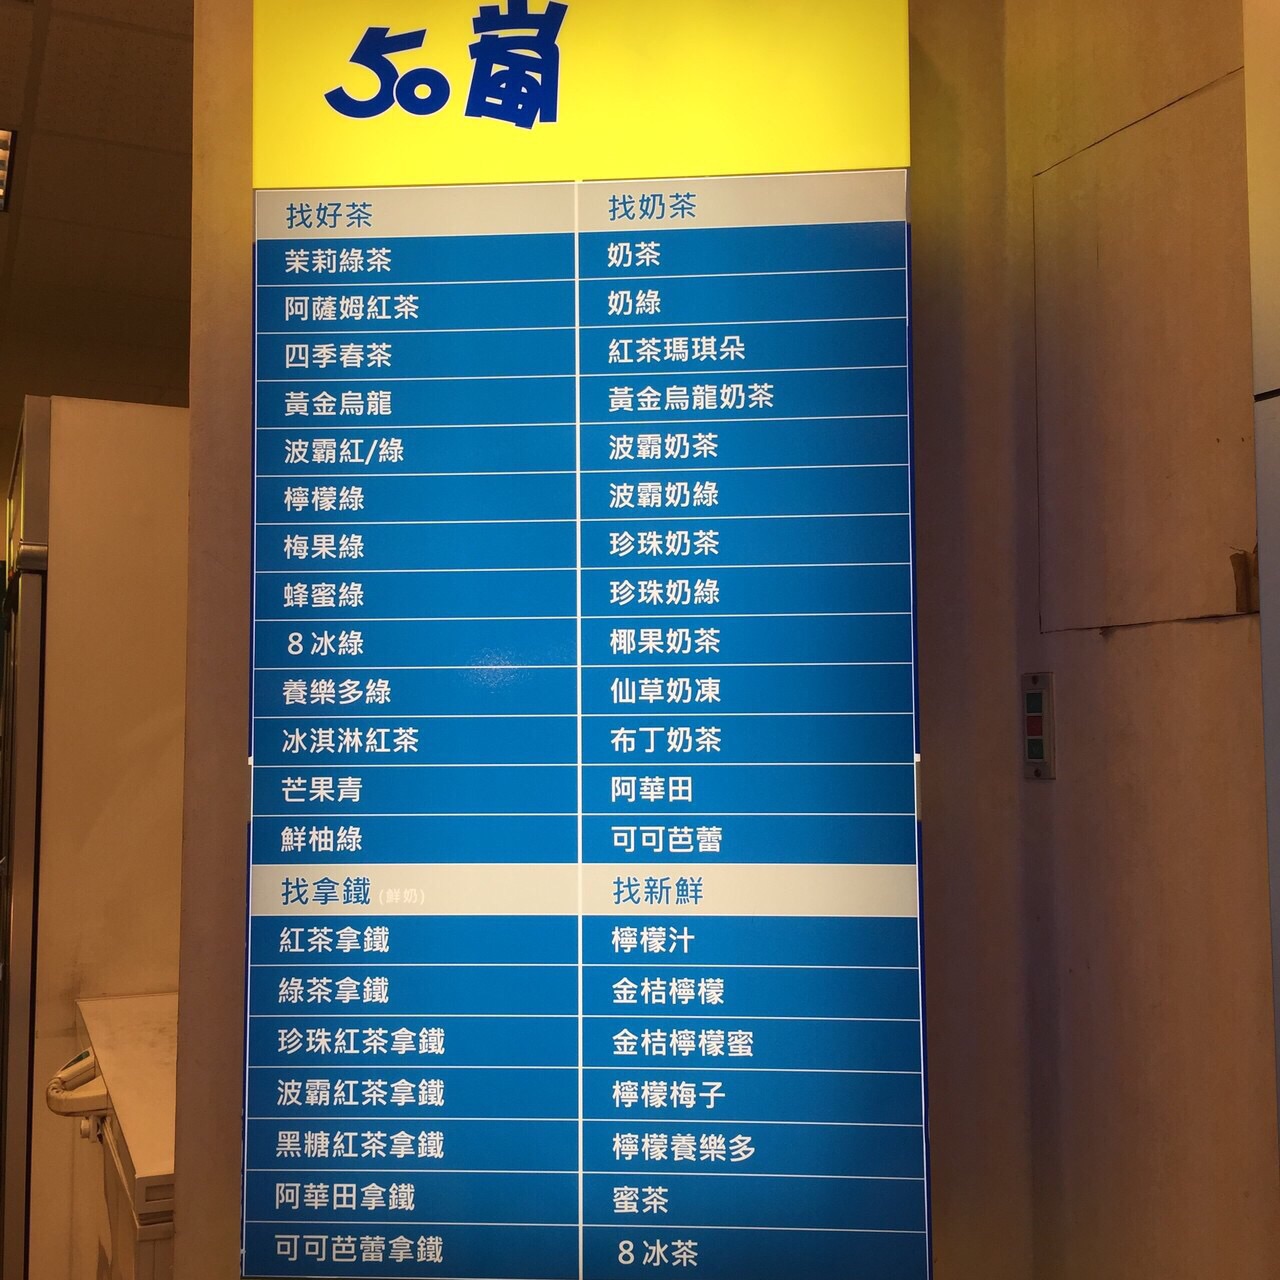 50嵐
找好茶
茉莉綠茶
阿薩姆紅茶
四季春茶
黃金烏龍
波霸紅/綠
檸檬綠
梅果綠
蜂蜜綠
8冰綠
養樂多綠
冰淇淋紅茶
芒果青
鮮柚綠
找奶茶
奶茶
奶綠
紅茶瑪琪朵
黃金烏龍奶茶
波霸奶茶
波霸奶綠
珍珠奶茶
珍珠奶綠
椰果奶茶
仙草奶凍
布丁奶茶
阿華田
可可芭蕾
找拿鐵(鮮奶)
紅茶拿鐵
綠茶拿鐵
珍珠紅茶拿鐵
波霸紅茶拿鐵
黑糖紅茶拿鐵
阿華田拿鐵
可可芭蕾拿鐵
找新鮮
檸檬汁
金桔檸檬
金桔檸檬蜜
檸檬梅子
檸檬養樂多
蜜茶
8冰茶